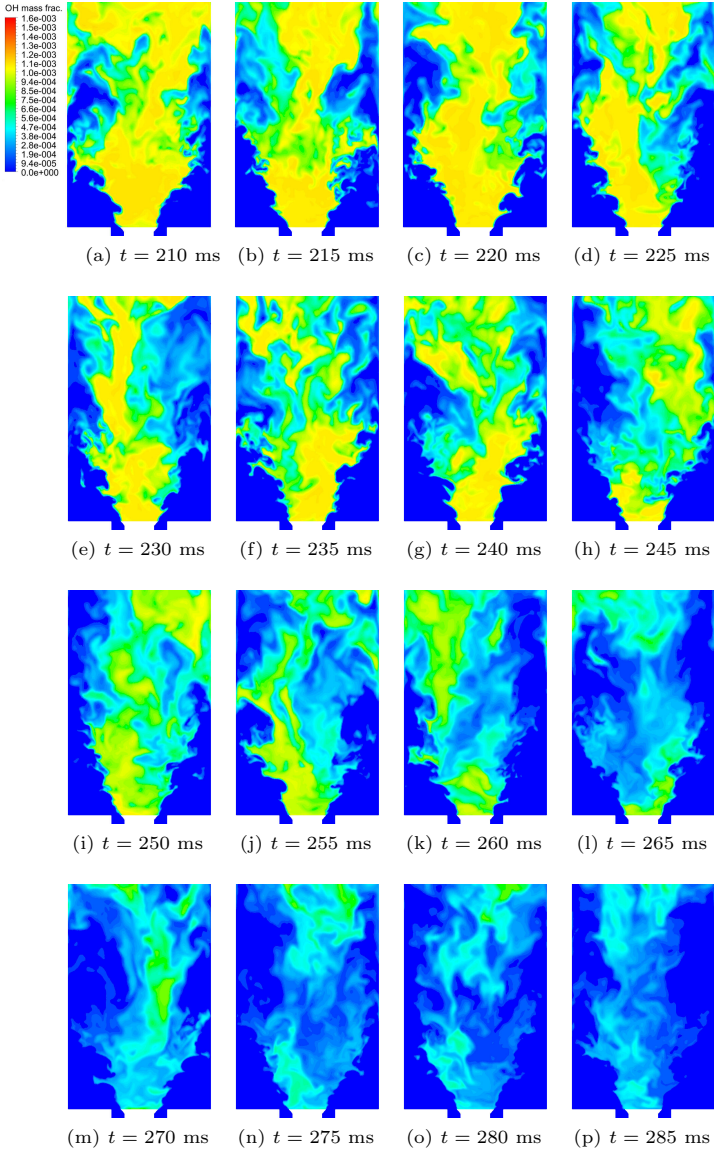 OH mass frac.
1.6e-003
1.5e-003
1.4e-003
1.3e-003
1.2e-003
1.1e-003
1.0e-003
9.4e-004
8.4e-004
7.5e-004
6.6e-004
5.6e-004
4.7e-004
3.8e-004
2.8e-004
1.9e-004
9.4e-005
0.0e+000
(a) t = 210 ms (b) t = 215 ms (c) t = 220 ms (d) t = 225 ms
(e) t = 230 ms (f) t = 235 ms (g) t = 240 ms (h) t = 245 ms
(i) t = 250 ms (j) t = 255 ms (k) t = 260 ms (l) t = 265 ms
(m) t = 270 ms (n) t = 275 ms (o) t = 280 ms (p) t = 285 ms